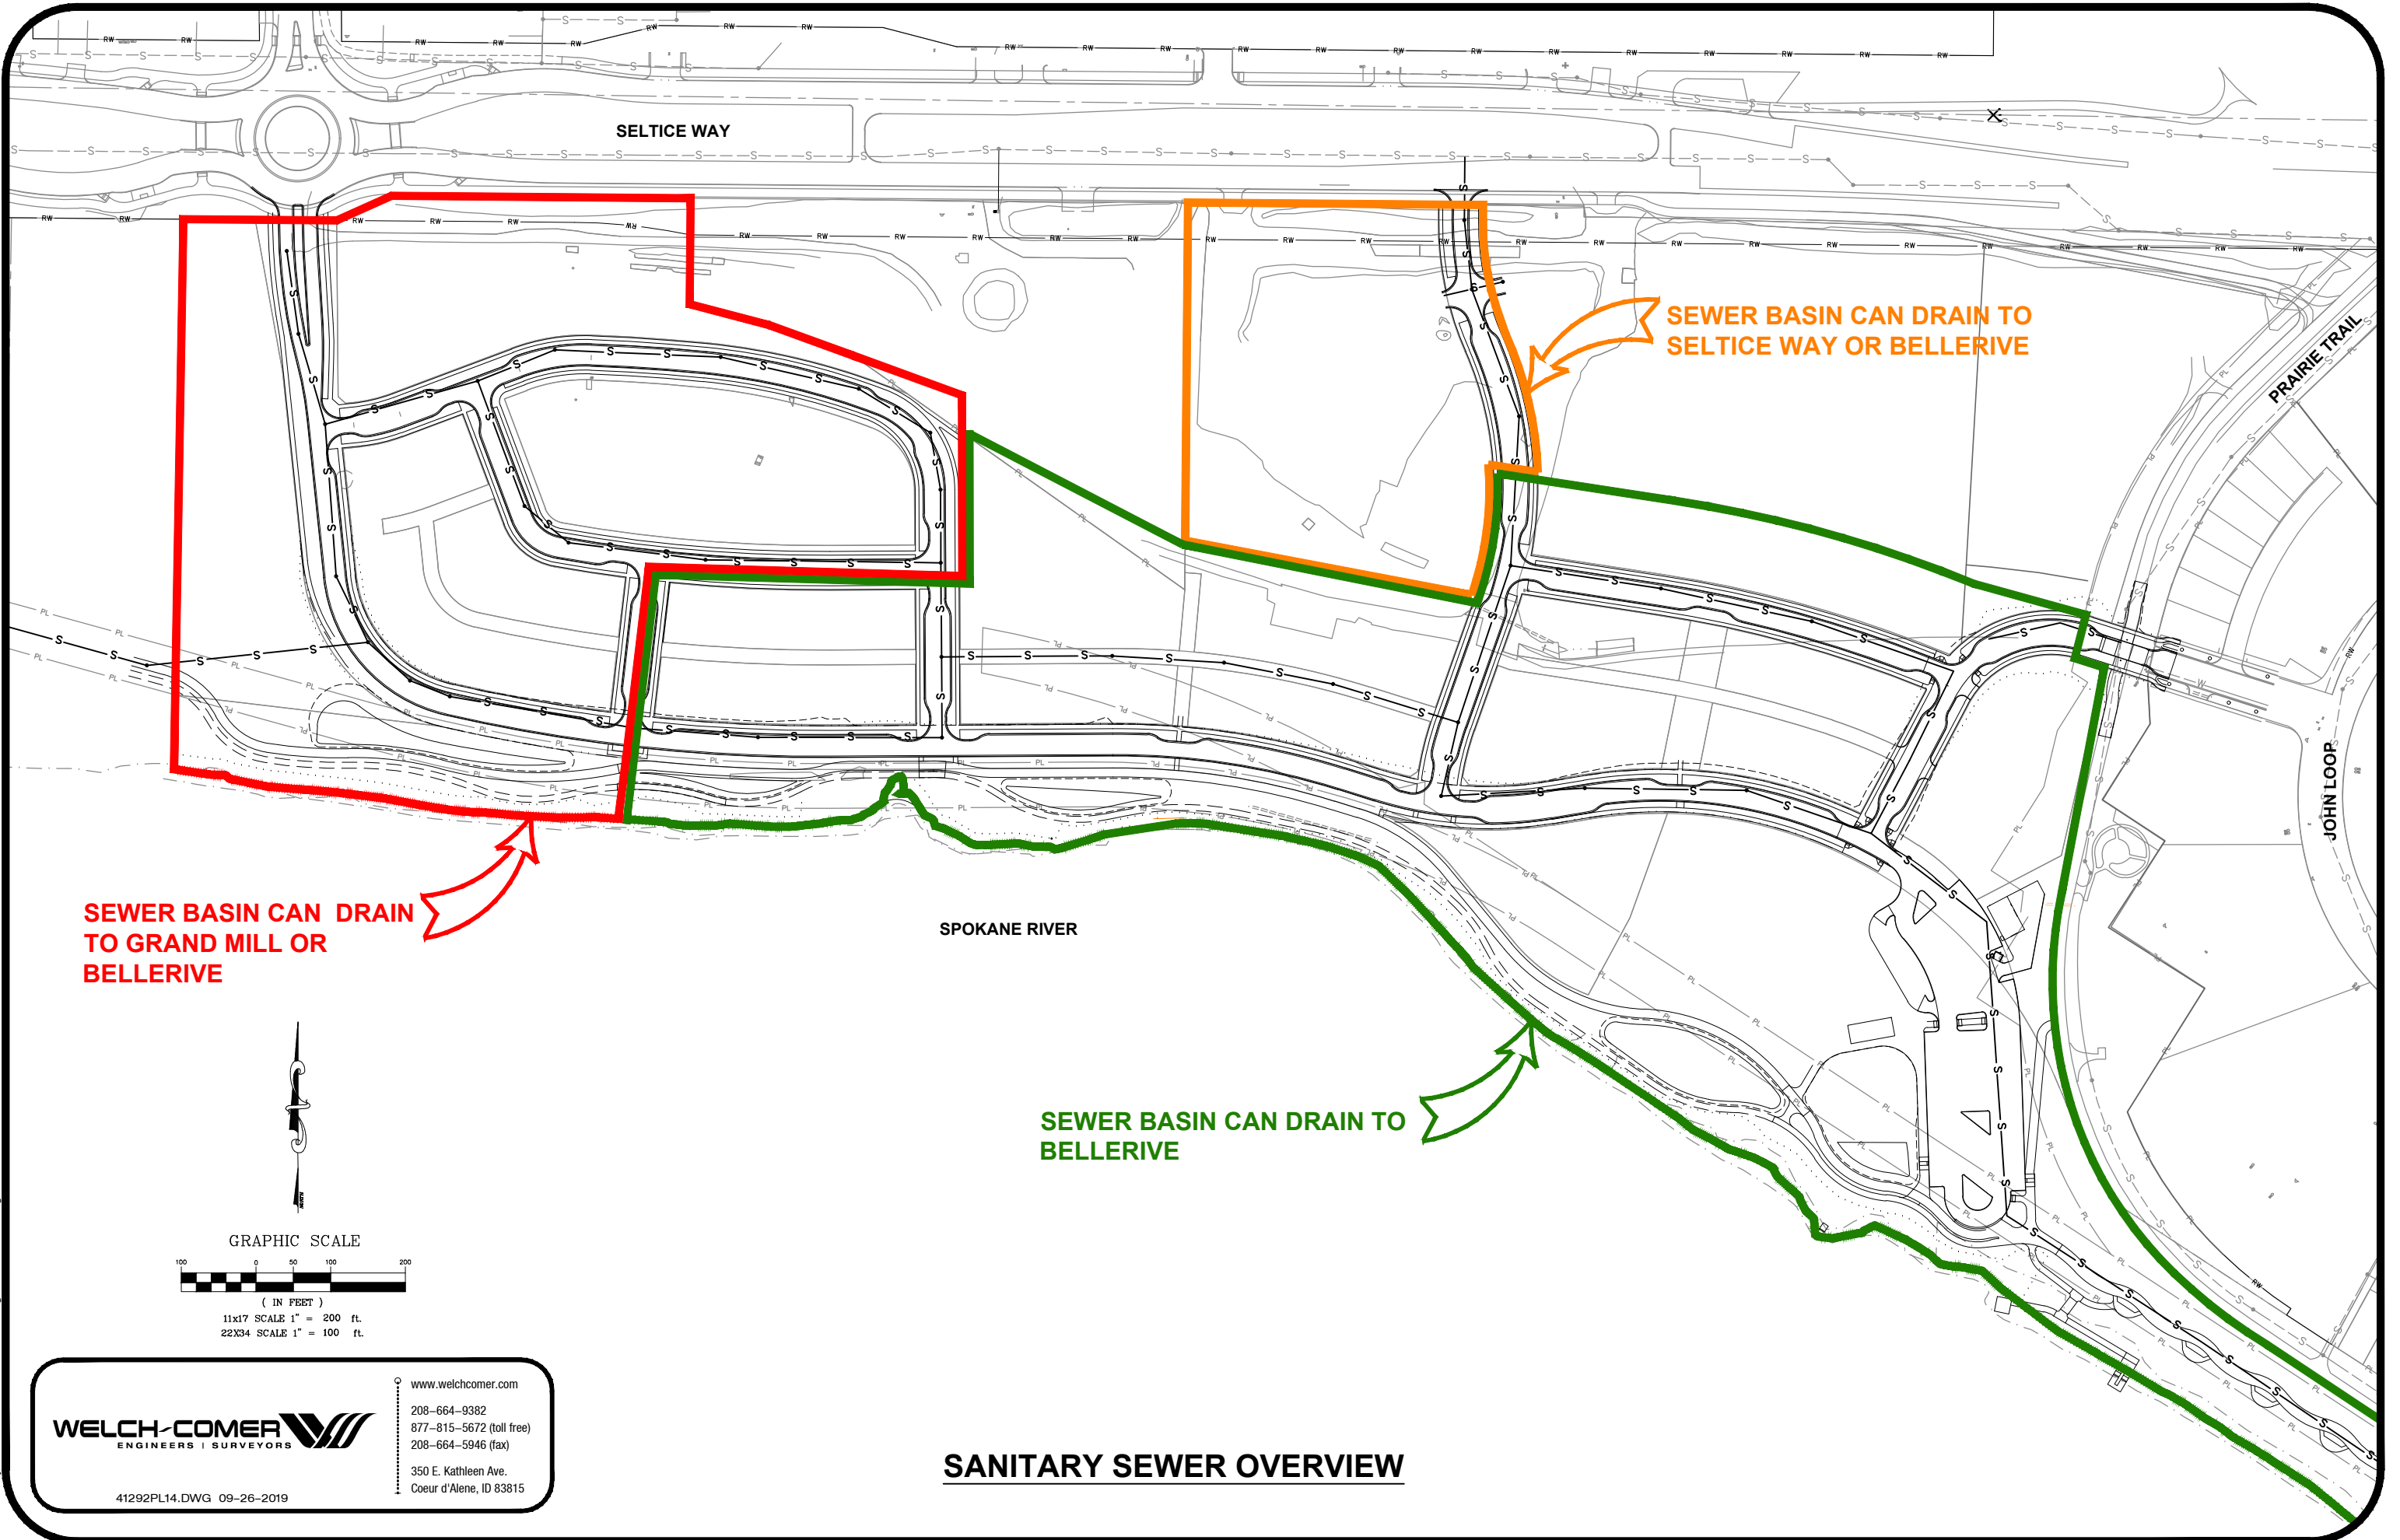 SELTICE WAY
SEWER BASIN CAN DRAIN TO
SELTICE WAY OR BELLERIVE
PRAIRIE TRAIL
JOHN LOOP
SEWER BASIN CAN  DRAIN
TO GRAND MILL OR
BELLERIVE
SPOKANE RIVER
SEWER BASIN CAN DRAIN TO
BELLERIVE
GRAPHIC SCALE
100 0 50 100 200
( IN FEET )
11x17 SCALE 1" = 200 ft.
22X34 SCALE 1" = 100 ft.
WELCH-COMER
ENGINEERS | SURVEYORS
www.welchcomer.com
208-664-9382
877-815-5672 (toll free)
208-664-5946 (fax)
350 E. Kathleen Ave.
Coeur d'Alene, ID 83815
41292PL14.DWG 09-26-2019
SANITARY SEWER OVERVIEW